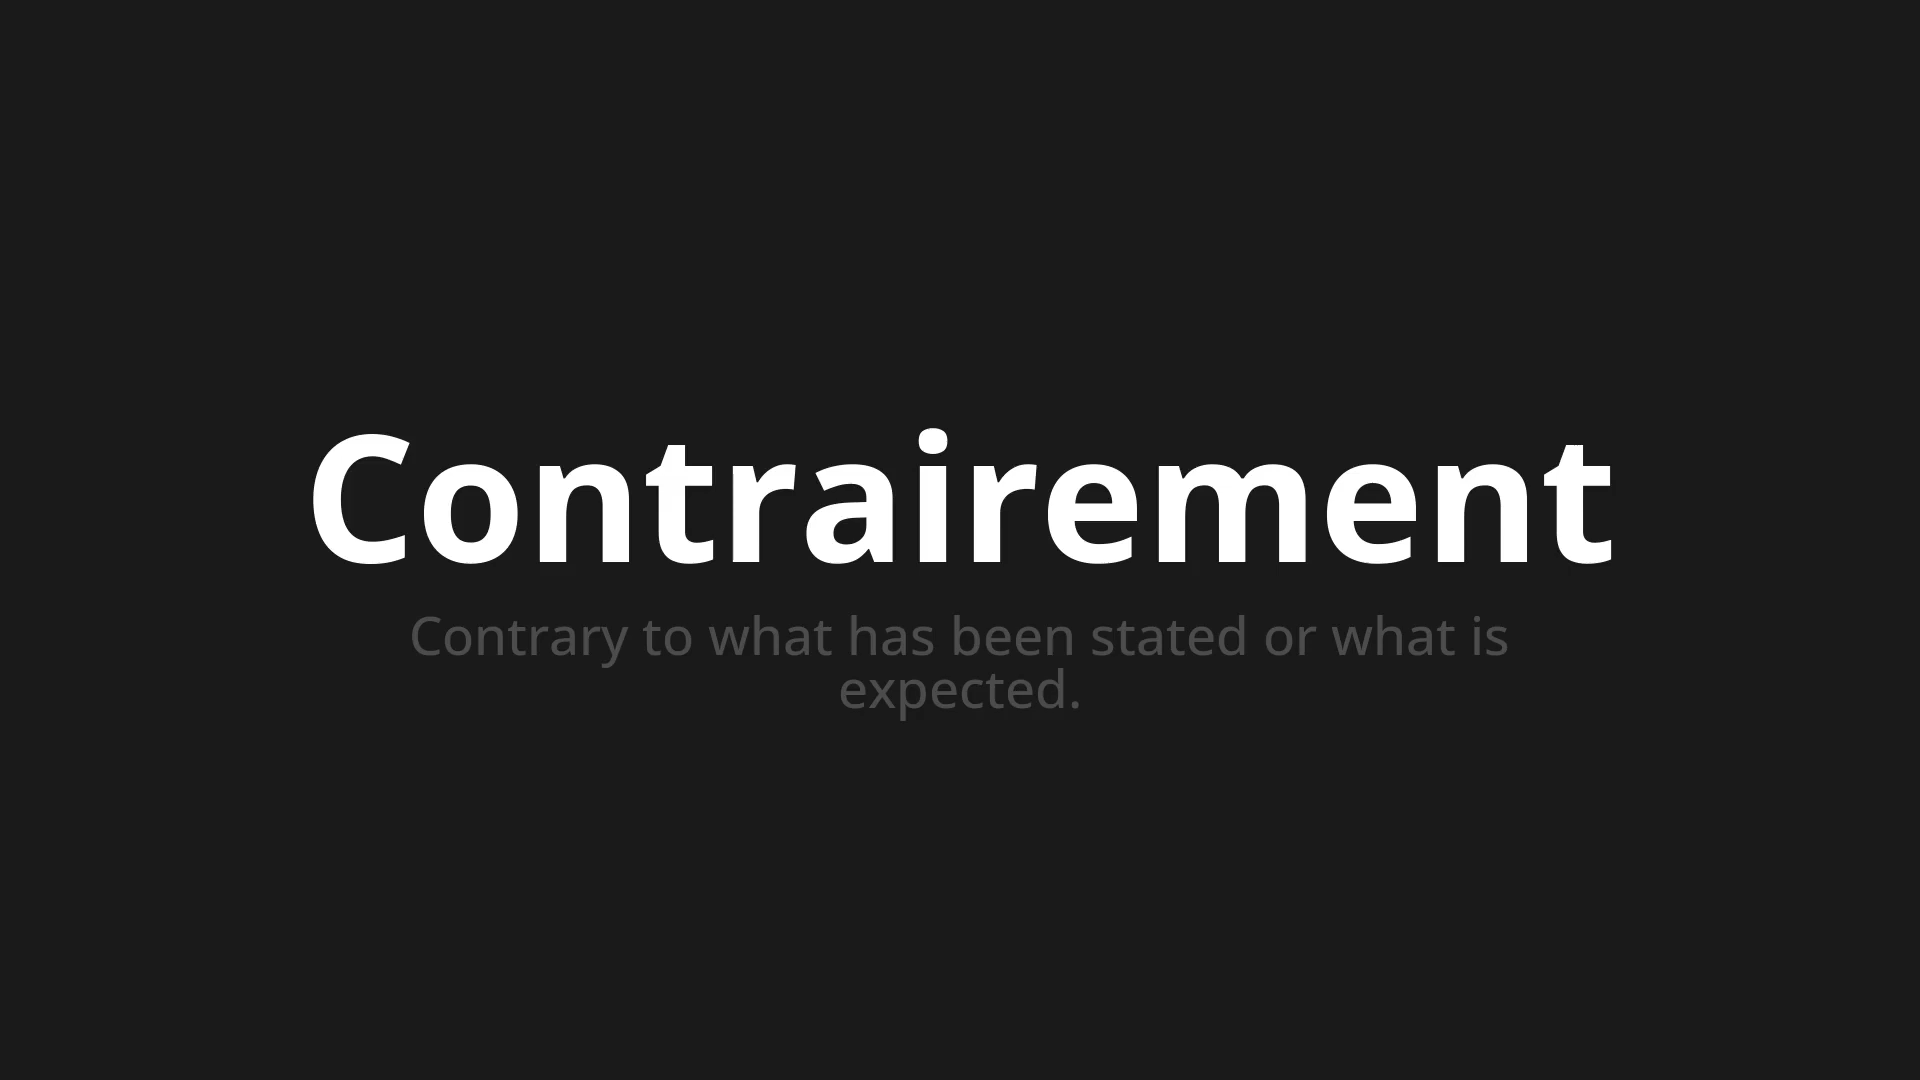 Contrairement
Contrary to what has been stated or what is
expected.